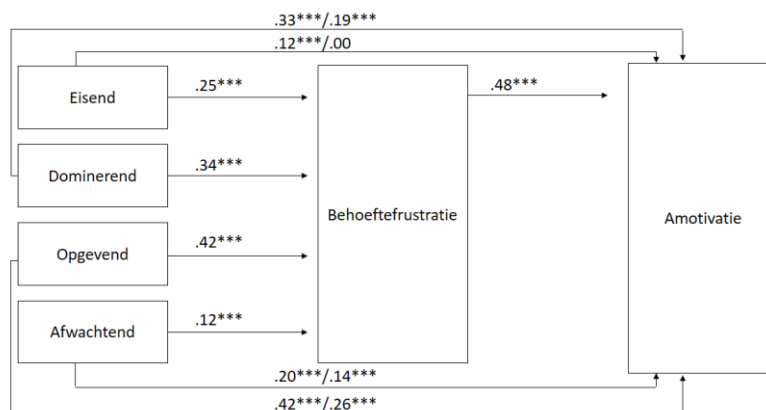 .33***/.19***
.12***/.00
Eisend
.25***
.48***
Dominerend
.34***
Behoeftefrustratie
Amotivatie
Opgevend
.42***
Afwachtend
.12***
.20***/.14***
.42***/.26***